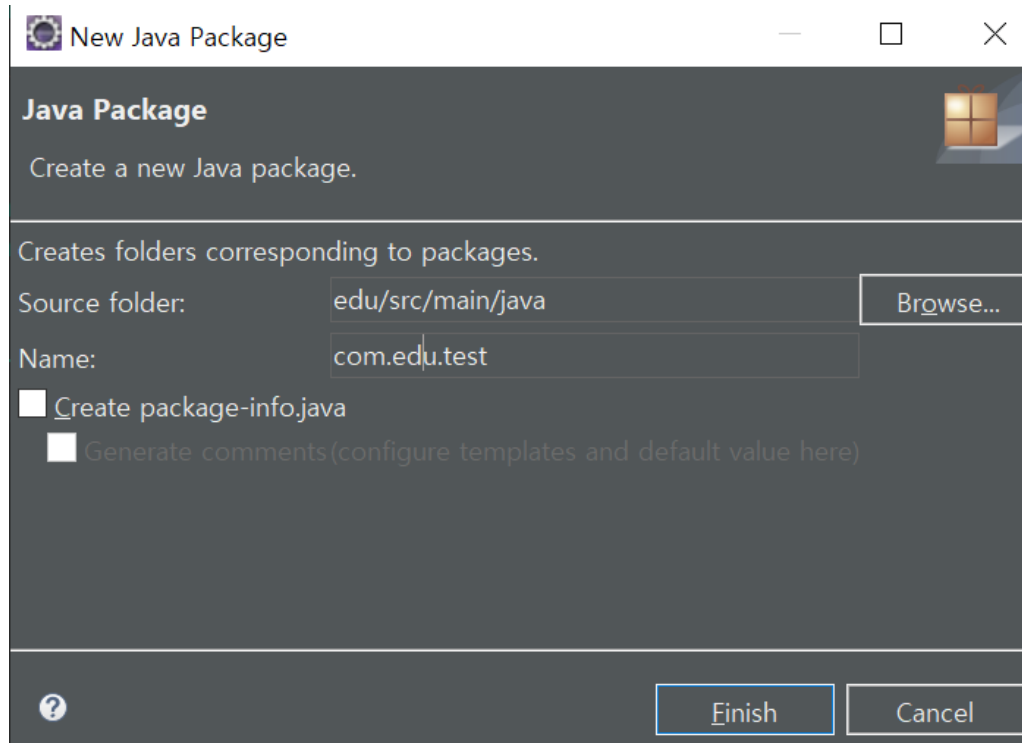 New Java Package
Java Package
Create a new Java package.
Creates folders corresponding to packages.
Source folder: edu/src/main/java Browse...
Name: com.edu.test
Create package-info.java
Generate comments (configure templates and default value here)
Finish Cancel